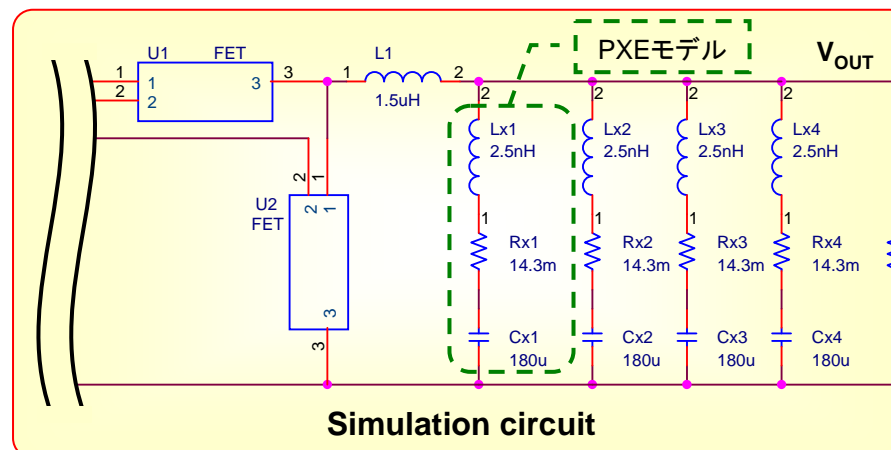 PXEモデル
VOUT
U1 FET
L1
1 2
1 2
3
3
1 2
1.5uH
2 2 2 2
Lx1 Lx2 Lx3 Lx4
2.5nH 2.5nH 2.5nH 2.5nH
2 1
U2
FET
2 1
1 1 1 1
Rx1 Rx2 Rx3 Rx4
14.3m 14.3m 14.3m 14.3m
3
3
Cx1 Cx2 Cx3 Cx4
180u 180u 180u 180u
Simulation circuit